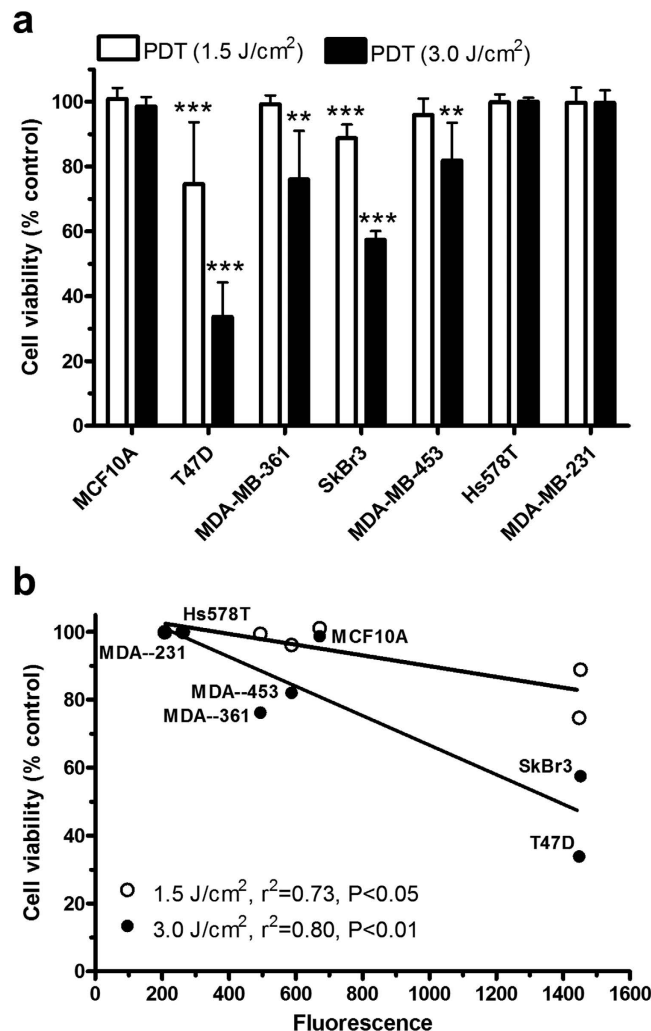 a
PDT (1.5 J/cm²) PDT (3.0 J/cm²)
Cell viability (% control)
100
80
60
40
20
0
*** ** *** ** *** ***
MCF10A T47D MDA-MB-361 SkBr3 MDA-MB-453 Hs578T MDA-MB-231
b
Cell viability (% control)
100
80
60
40
20
0
Hs578T
MDA--231
MCF10A
MDA--453
MDA--361
SkBr3
T47D
1.5 J/cm², r²=0.73, P<0.05
3.0 J/cm², r²=0.80, P<0.01
0 200 400 600 800 1000 1200 1400 1600
Fluorescence